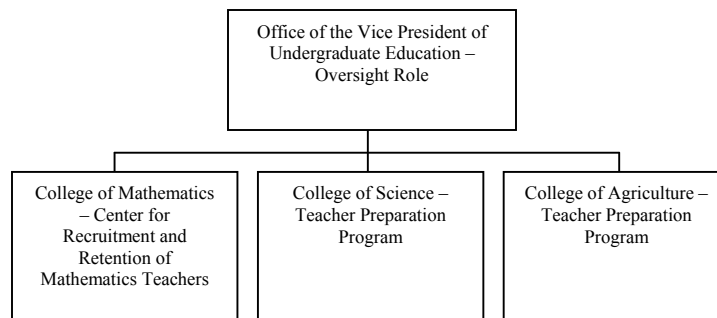 Office of the Vice President of
Undergraduate Education –
Oversight Role
College of Mathematics
– Center for
Recruitment and
Retention of
Mathematics Teachers
College of Science –
Teacher Preparation
Program
College of Agriculture –
Teacher Preparation
Program